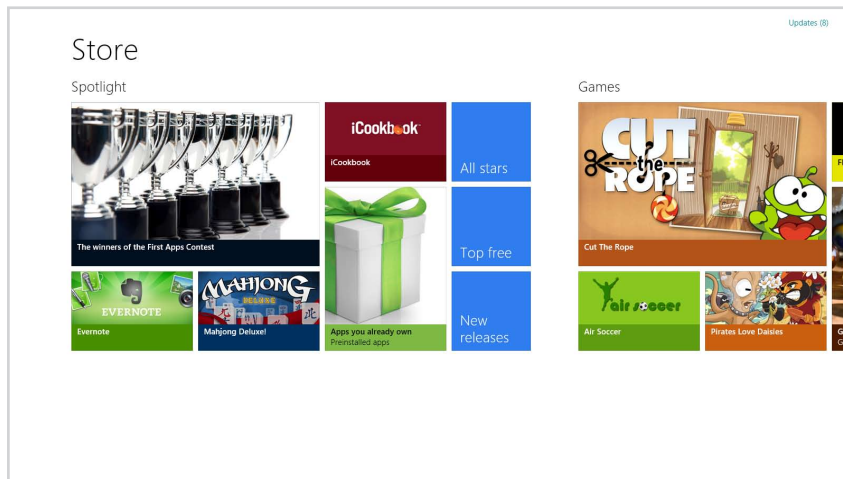 Updates (8)
Store
Spotlight
The winners of the First Apps Contest
iCookbook
iCookbook
All stars
Top free
EVERNOTE
Evernote
MAHJONG
DELUXE
Mahjong Deluxe!
Apps you already own
Preinstalled apps
New
releases
Games
CUT
the
ROPE
Cut The Rope
air soccer
Air Soccer
Pirates Love Daisies